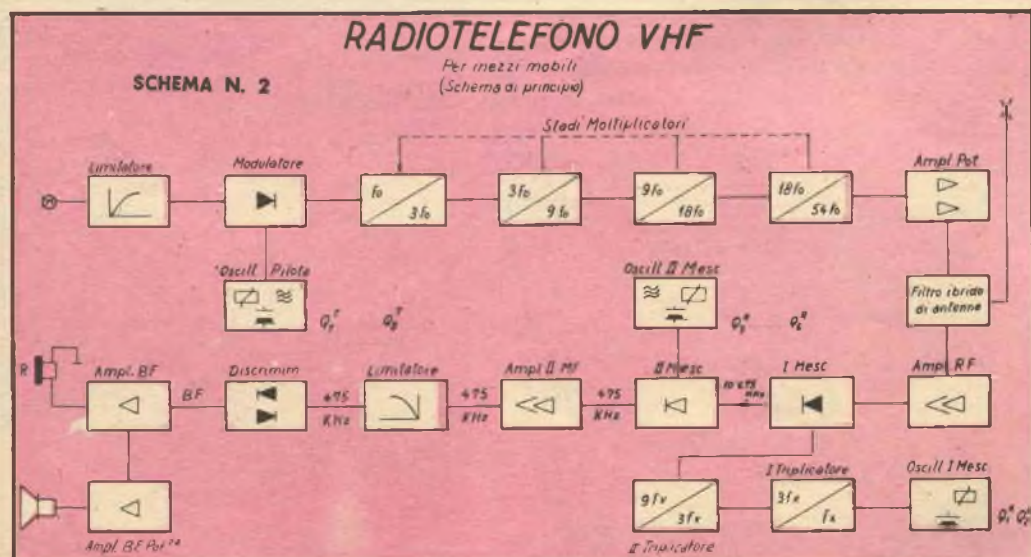 RADIOTELEFONO VHF
Per mezzi mobili
(Schema di principio)
SCHEMA N. 2
Stadi Moltiplicatori
Limitatore
Modulatore
Ampl Pot
fo
3fo
3fo
9fo
9fo
18fo
18fo
54fo
Oscill Pilota
Oscill II Mesc
Filtro ibrido
di antenna
R
Ampl. BF
BF
Discrimin
475
KHz
Limitatore
475
KHz
Ampl II MF
475
KHz
II Mesc
I Mesc
Ampl RF
I Triplicatore
Oscill I Mesc
9fx
3fx
3fx
fx
Ampl. BF Pot
II Triplicatore